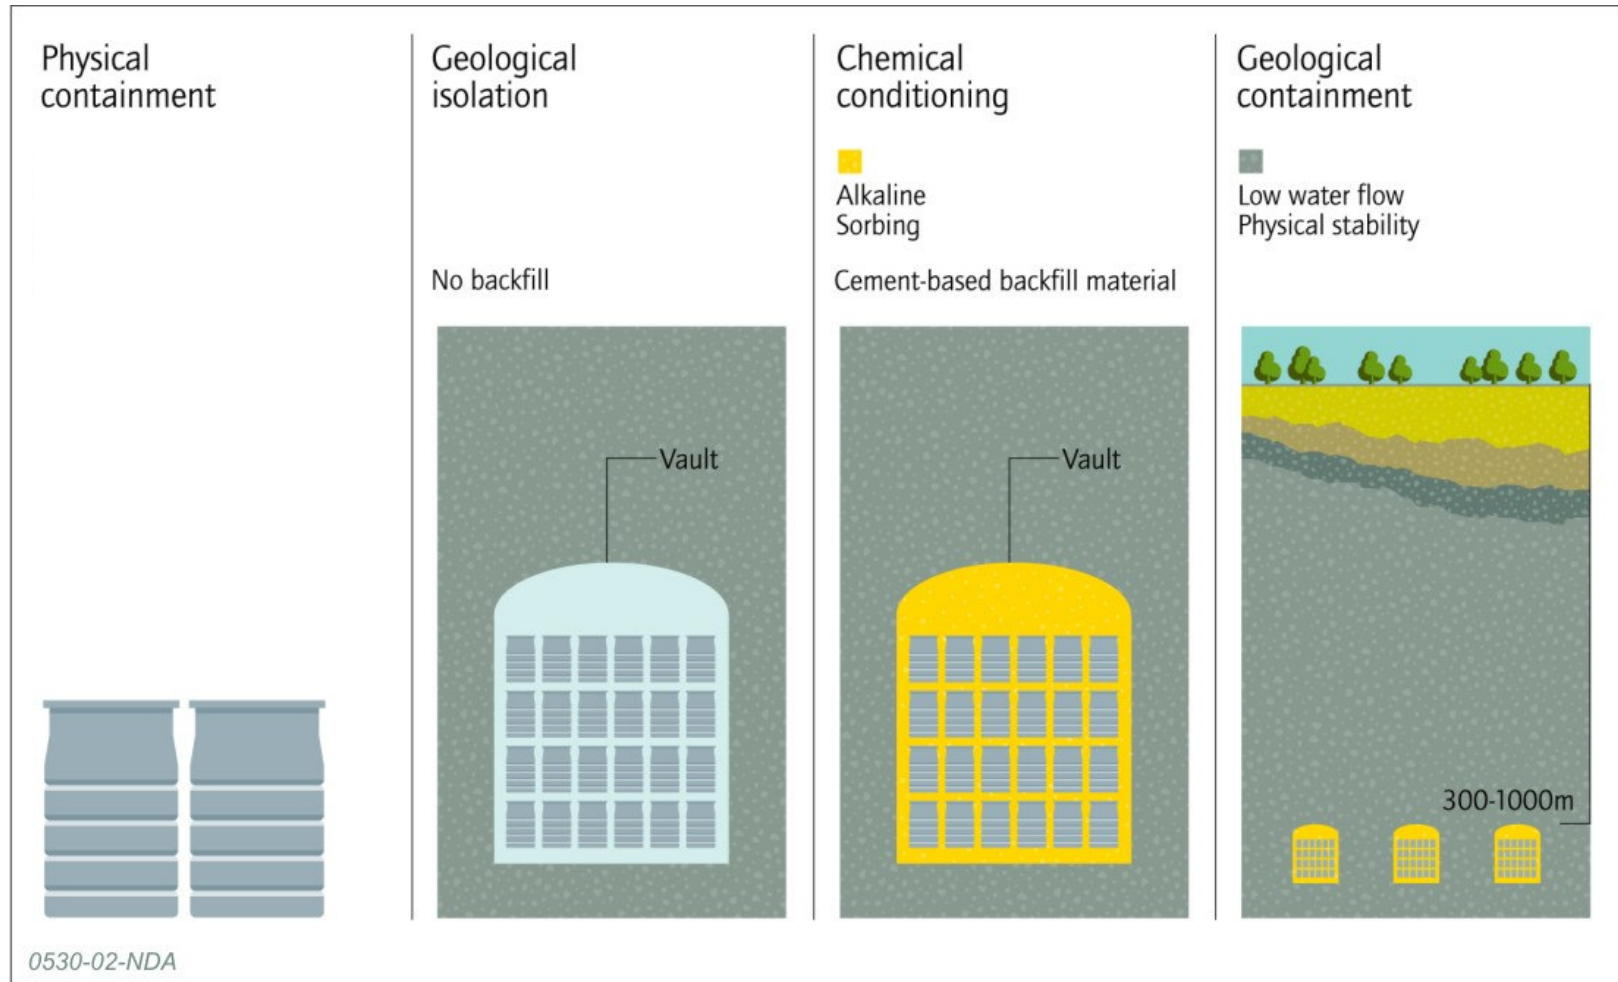 Physical
containment
Geological
isolation
No backfill
Vault
Chemical
conditioning
Alkaline
Sorbing
Cement-based backfill material
Vault
Geological
containment
Low water flow
Physical stability
300-1000m
0530-02-NDA